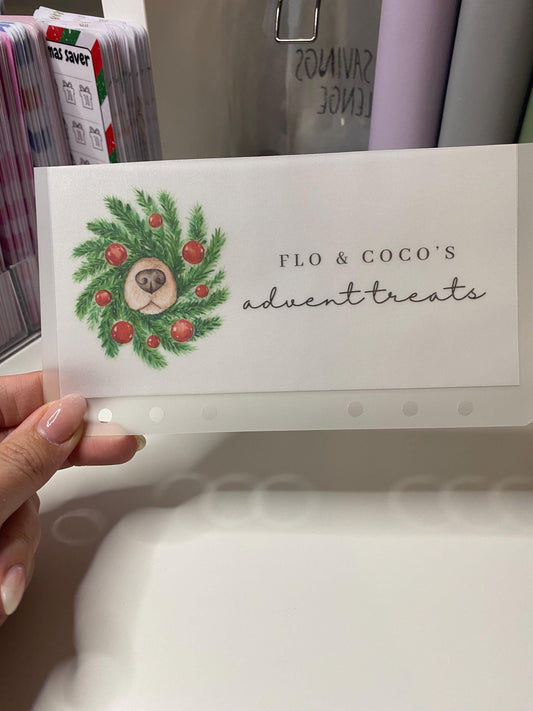 mas saver
SAVINGS
LENGE
FLO & COCO'S
advent treats